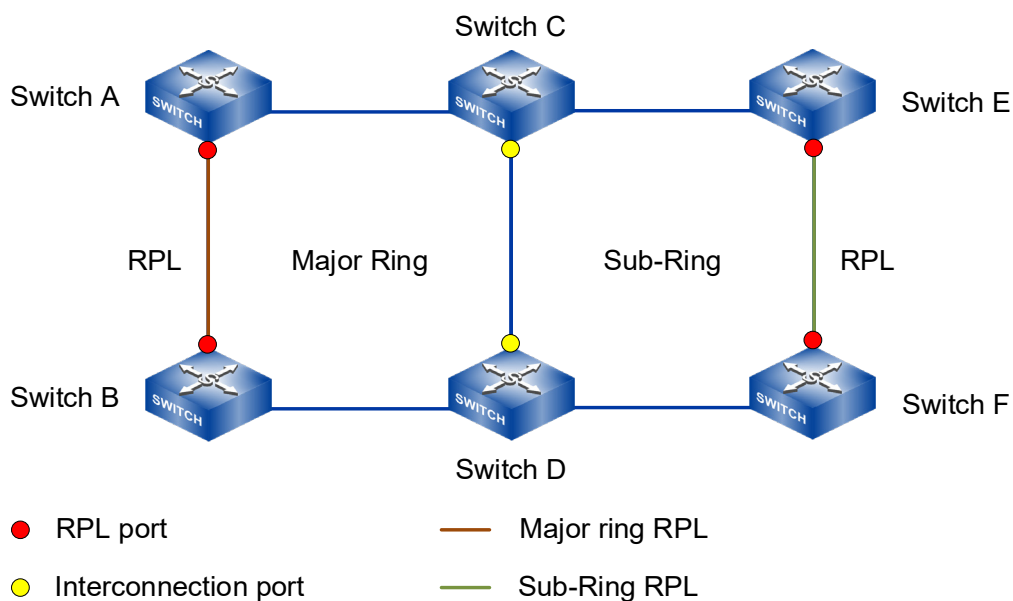 Switch C
Switch A
SWITCH
SWITCH
SWITCH
Switch E
RPL
Major Ring
Sub-Ring
RPL
Switch B
SWITCH
SWITCH
SWITCH
Switch F
Switch D
RPL port
Major ring RPL
Interconnection port
Sub-Ring RPL